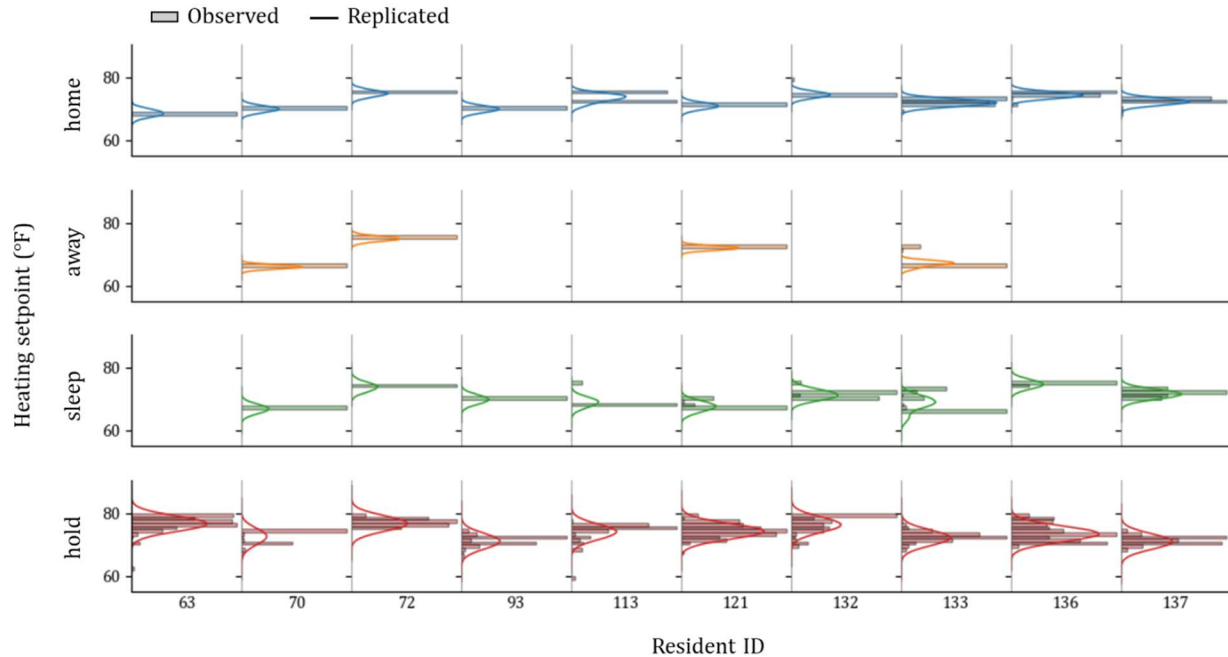 Observed Replicated
home
80
60
away
80
60
Heating setpoint (°F)
sleep
80
60
hold
80
60
63 70 72 93 113 121 132 133 136 137
Resident ID